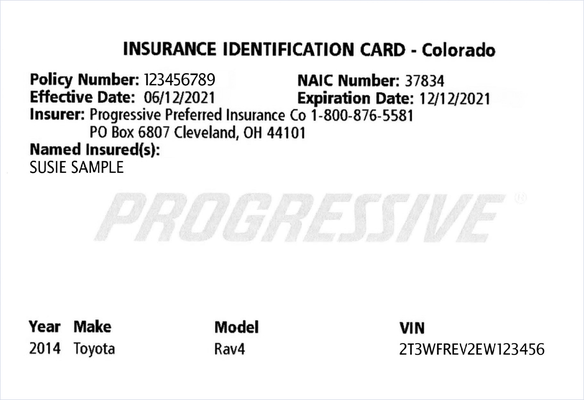 INSURANCE IDENTIFICATION CARD - Colorado
Policy Number: 123456789 NAIC Number: 37834
Effective Date: 06/12/2021 Expiration Date: 12/12/2021
Insurer: Progressive Preferred Insurance Co 1-800-876-5581
PO Box 6807 Cleveland, OH 44101
Named Insured(s):
SUSIE SAMPLE
PROGRESSIVE®
Year Make Model VIN
2014 Toyota Rav4 2T3WFREV2EW123456